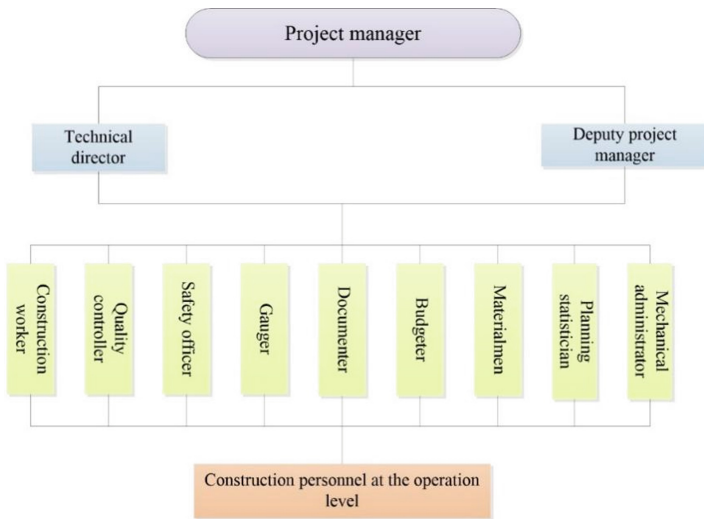 Project manager
Technical
director
Deputy project
manager
Construction
worker
Quality
controller
Safety officer
Gauger
Documenter
Budgeter
Materialmen
Planning
statistician
Mechanical
administrator
Construction personnel at the operation
level